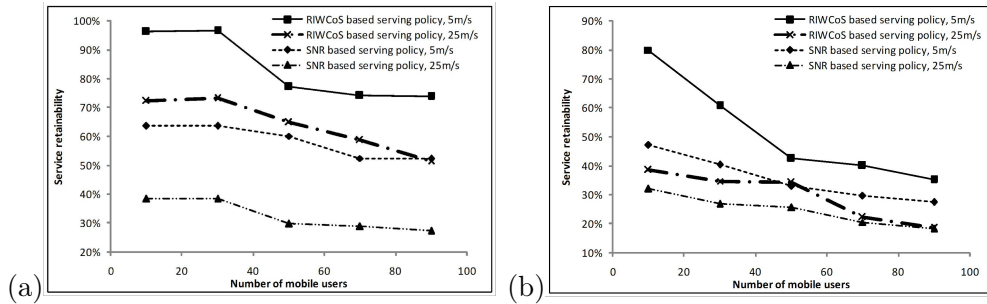 100%
90%
80%
70%
60%
50%
40%
30%
20%
Service retainability
RIWCoS based serving policy, 5m/s
RIWCoS based serving policy, 25m/s
SNR based serving policy, 5m/s
SNR based serving policy, 25m/s
0 20 40 60 80 100
Number of mobile users
(a)
90%
80%
70%
60%
50%
40%
30%
20%
10%
Service retainability
RIWCoS based serving policy, 5m/s
RIWCoS based serving policy, 25m/s
SNR based serving policy, 5m/s
SNR based serving policy, 25m/s
0 20 40 60 80 100
Number of mobile users
(b)